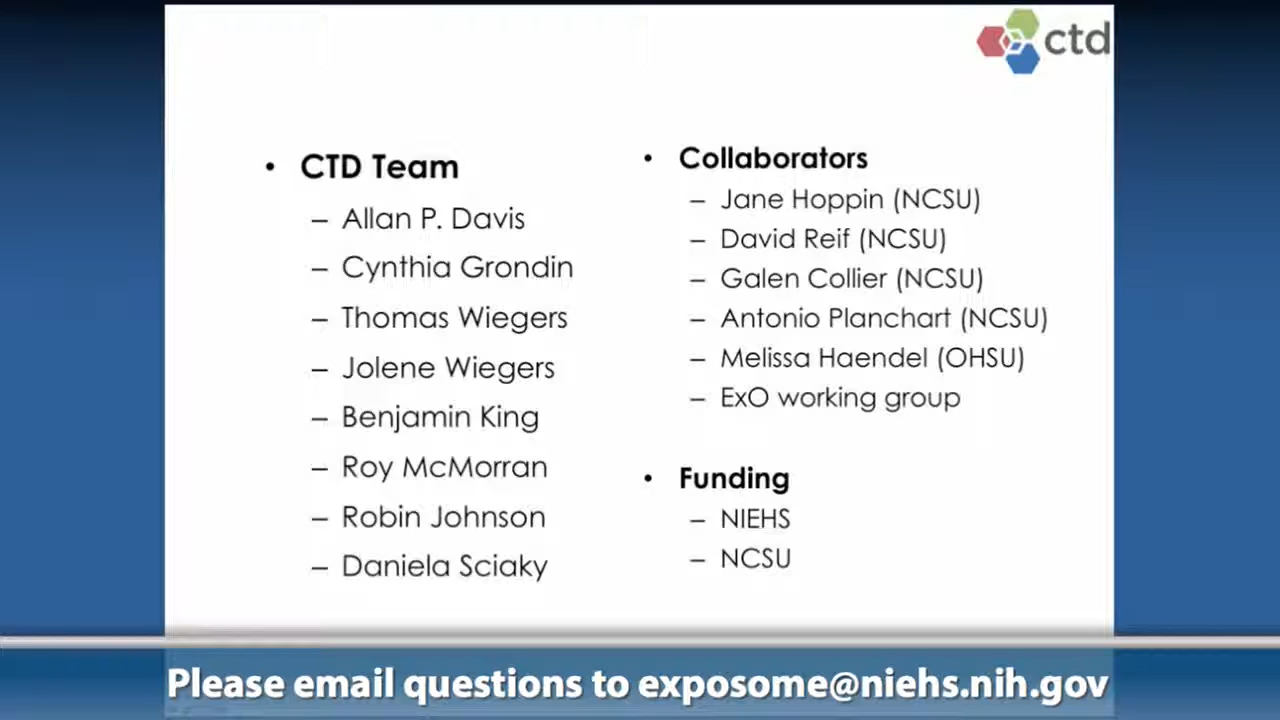 ctd
• CTD Team
– Allan P. Davis
– Cynthia Grondin
– Thomas Wiegers
– Jolene Wiegers
– Benjamin King
– Roy McMorran
– Robin Johnson
– Daniela Sciaky
• Collaborators
– Jane Hoppin (NCSU)
– David Reif (NCSU)
– Galen Collier (NCSU)
– Antonio Planchart (NCSU)
– Melissa Haendel (OHSU)
– ExO working group
• Funding
– NIEHS
– NCSU
Please email questions to exposome@niehs.nih.gov